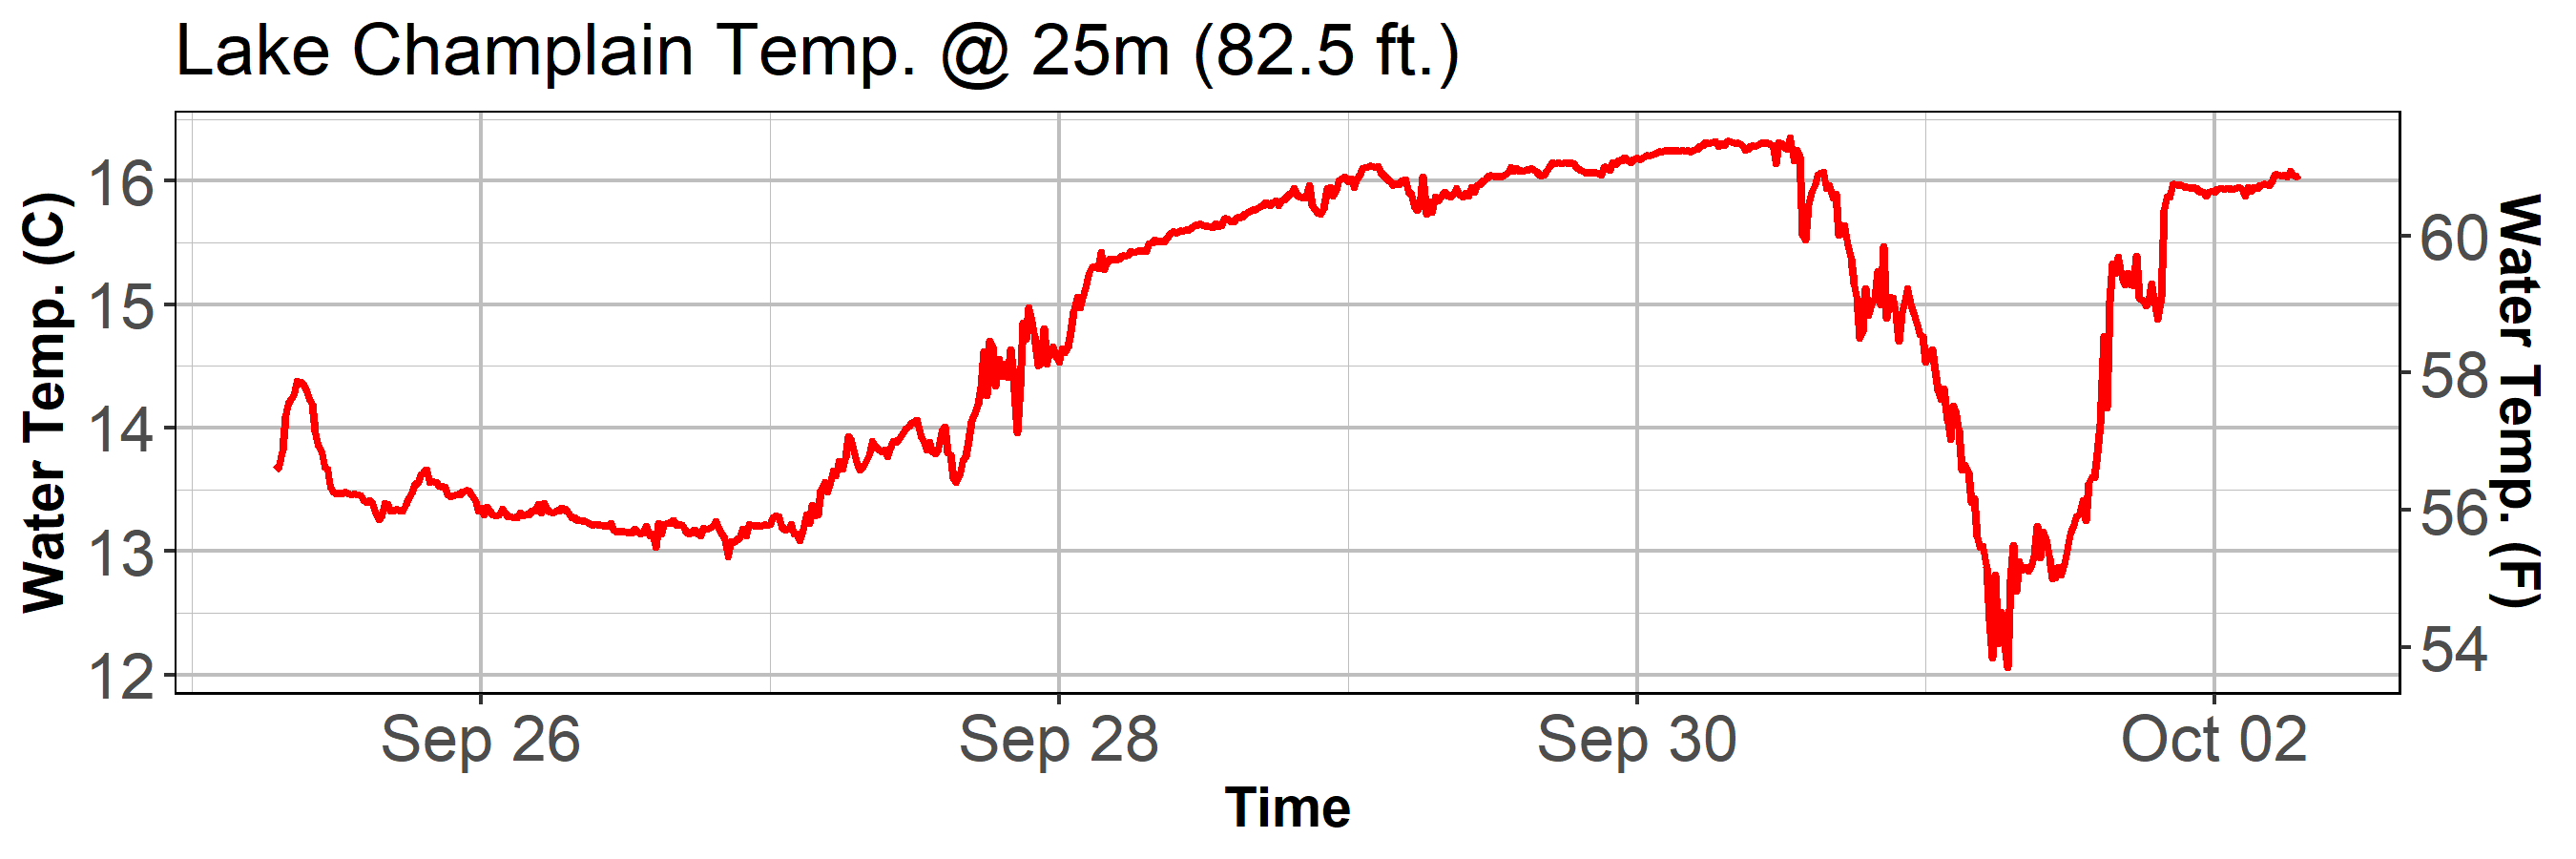 Lake Champlain Temp. @ 25m (82.5 ft.)
Water Temp. (C)
16
15
14
13
12
60
58
56
54
Water Temp. (F)
Sep 26
Sep 28
Sep 30
Oct 02
Time